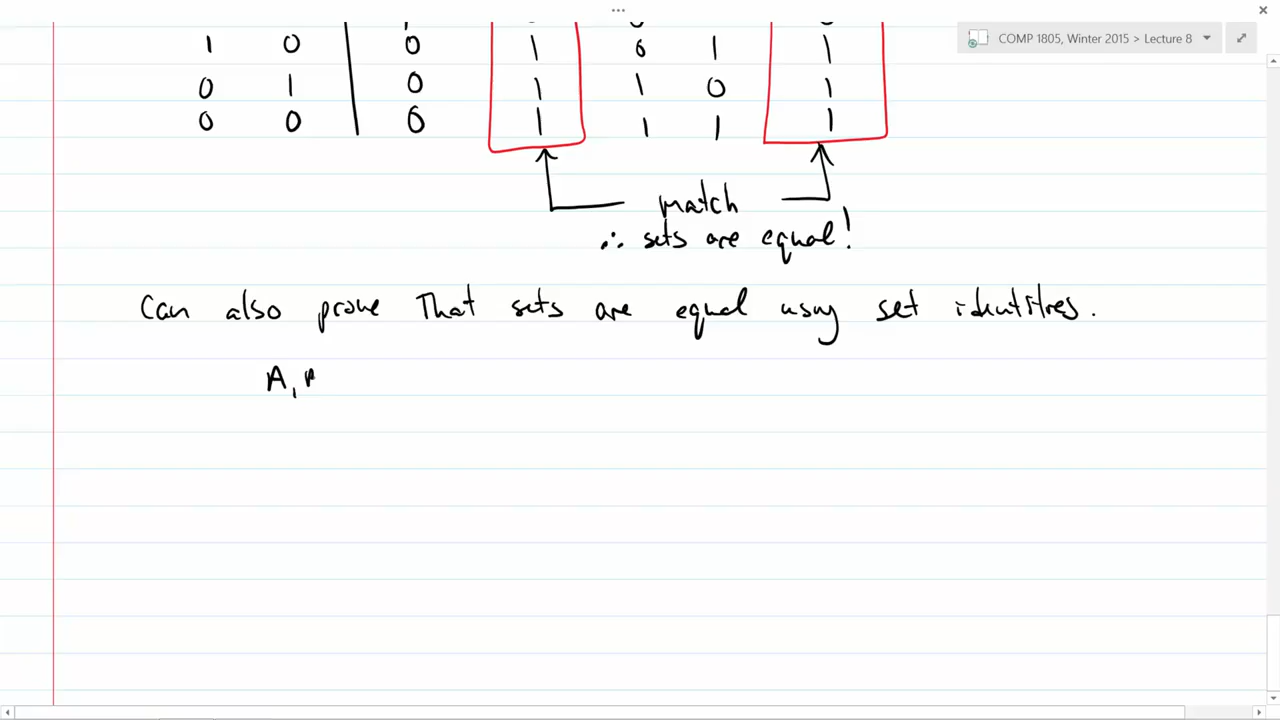 COMP 1805, Winter 2015 > Lecture 8
1 0 0 1 0 1 1
0 1 0 1 1 0 1
0 0 0 1 1 1 1
match
∴ sets are equal!
Can also prove that sets are equal using set identities.
A,